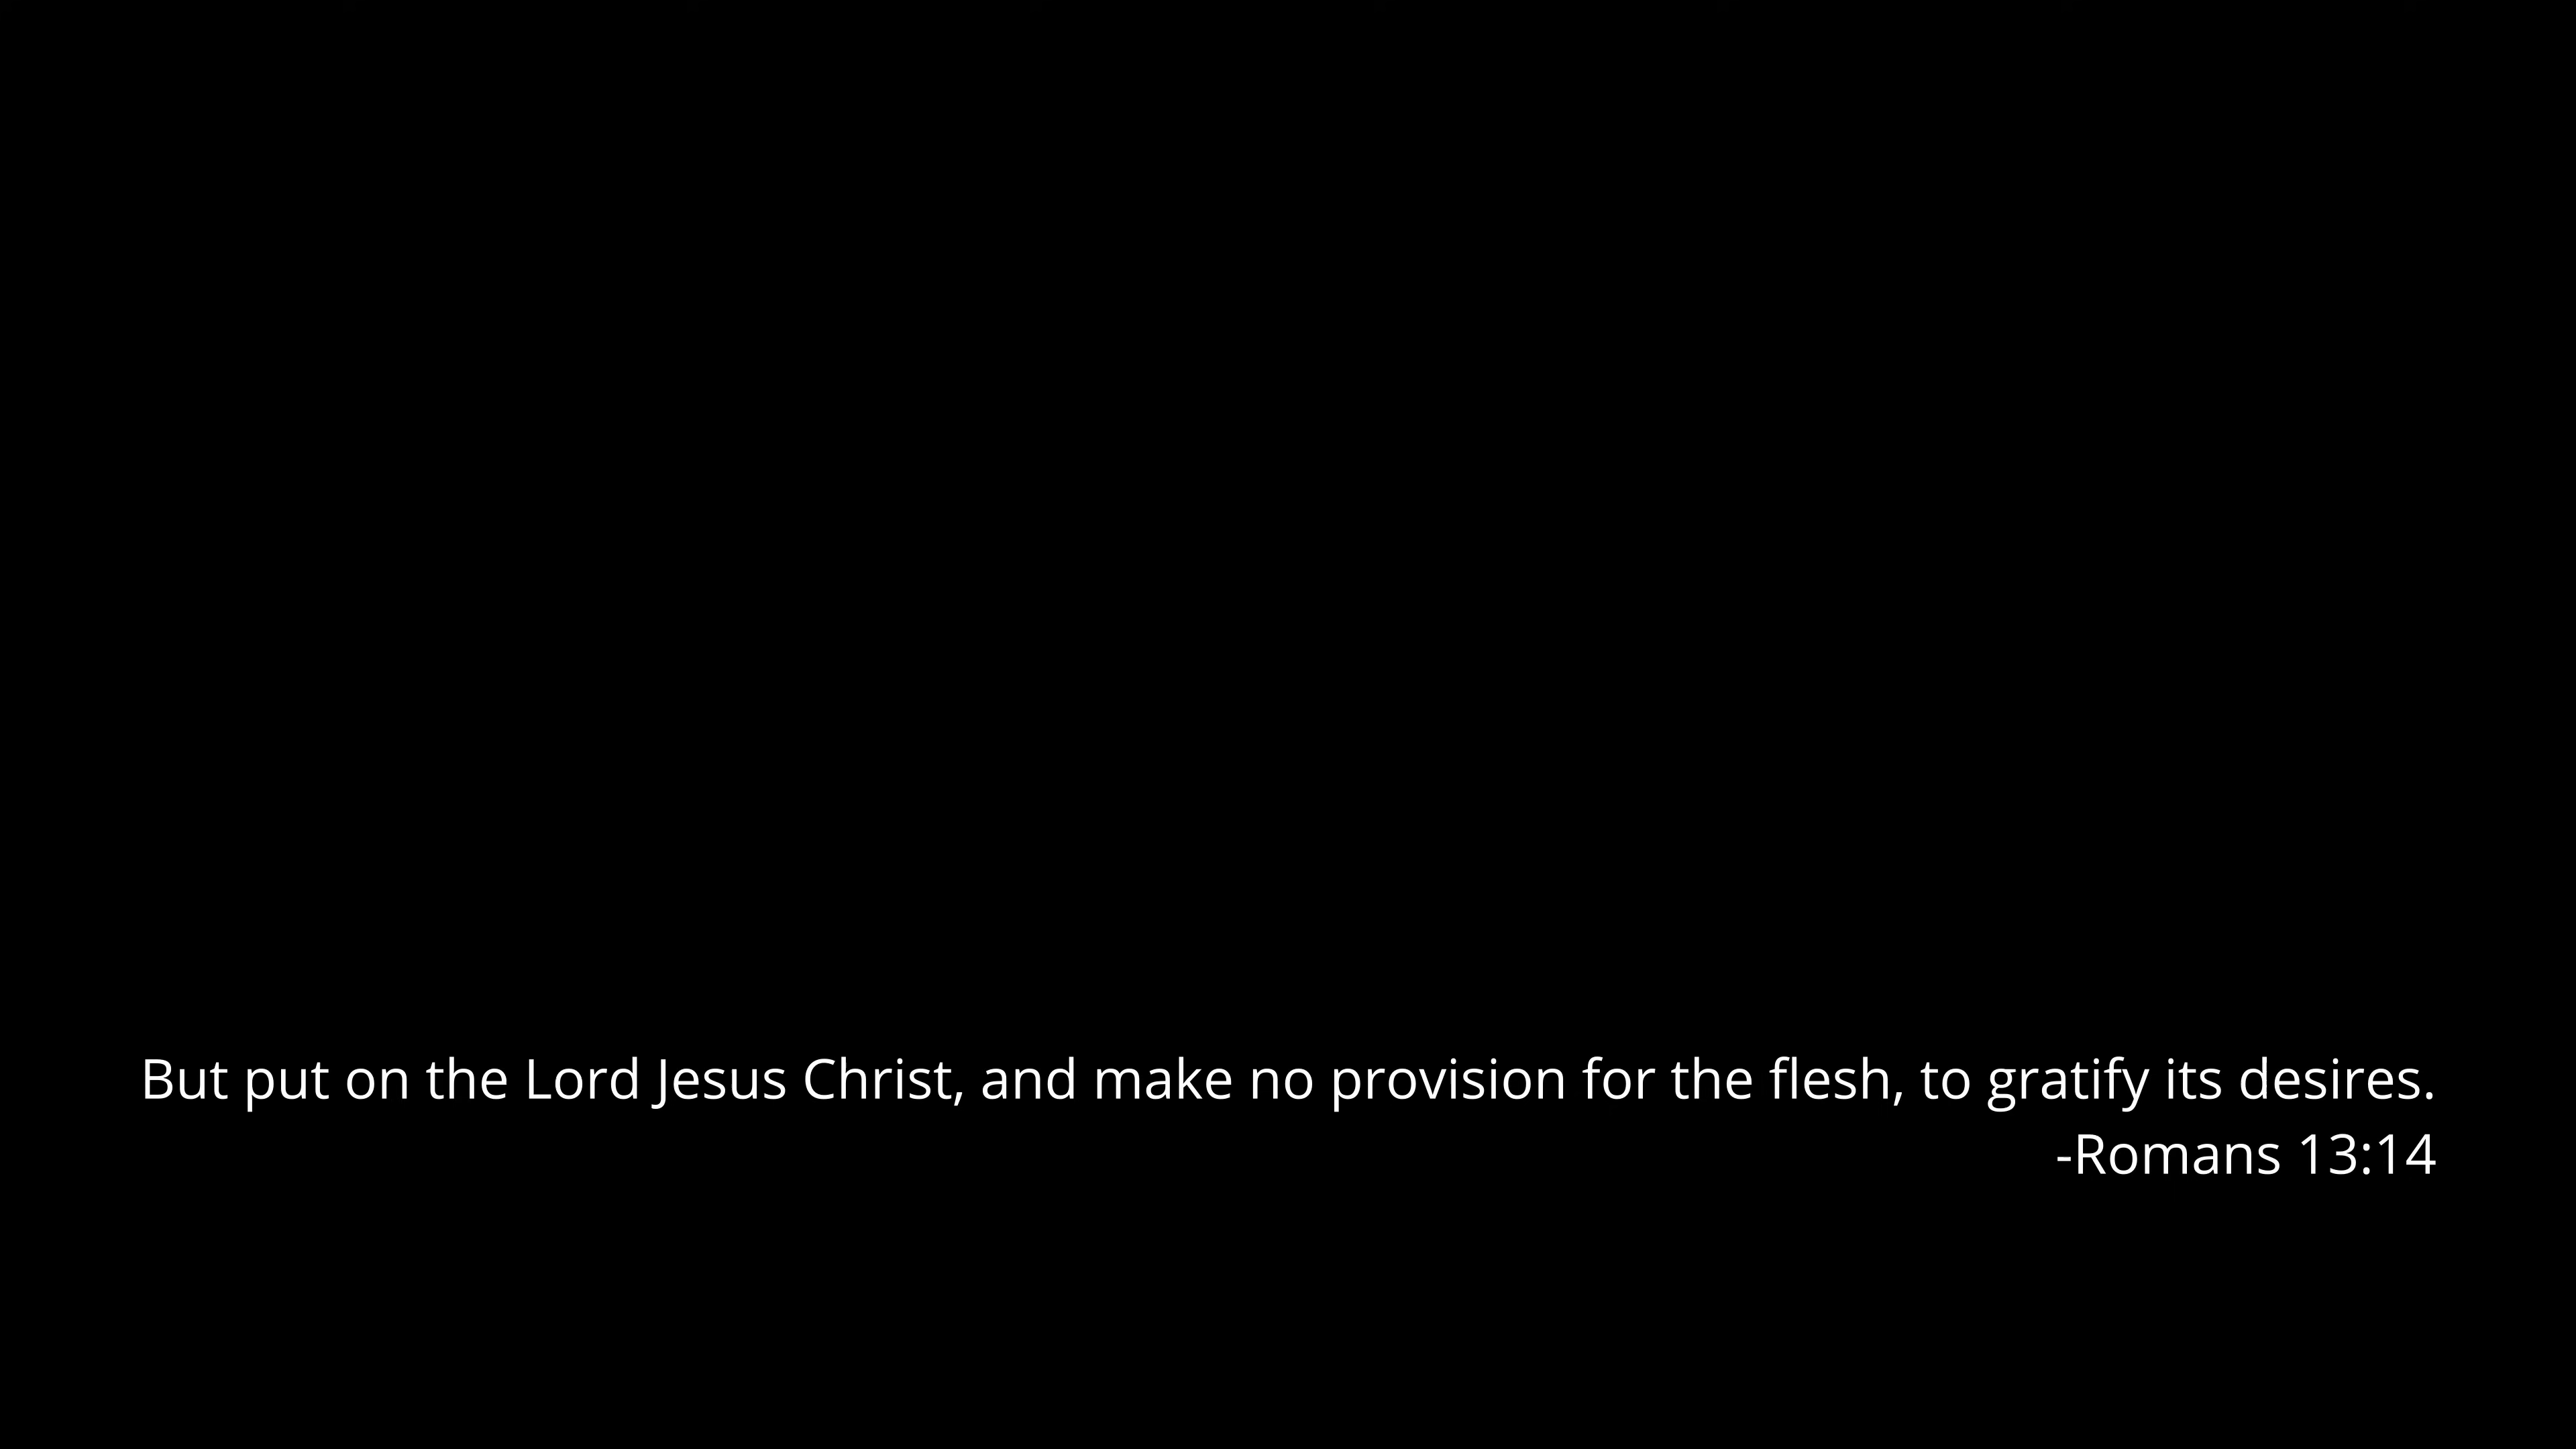 But put on the Lord Jesus Christ, and make no provision for the flesh, to gratify its desires.
-Romans 13:14